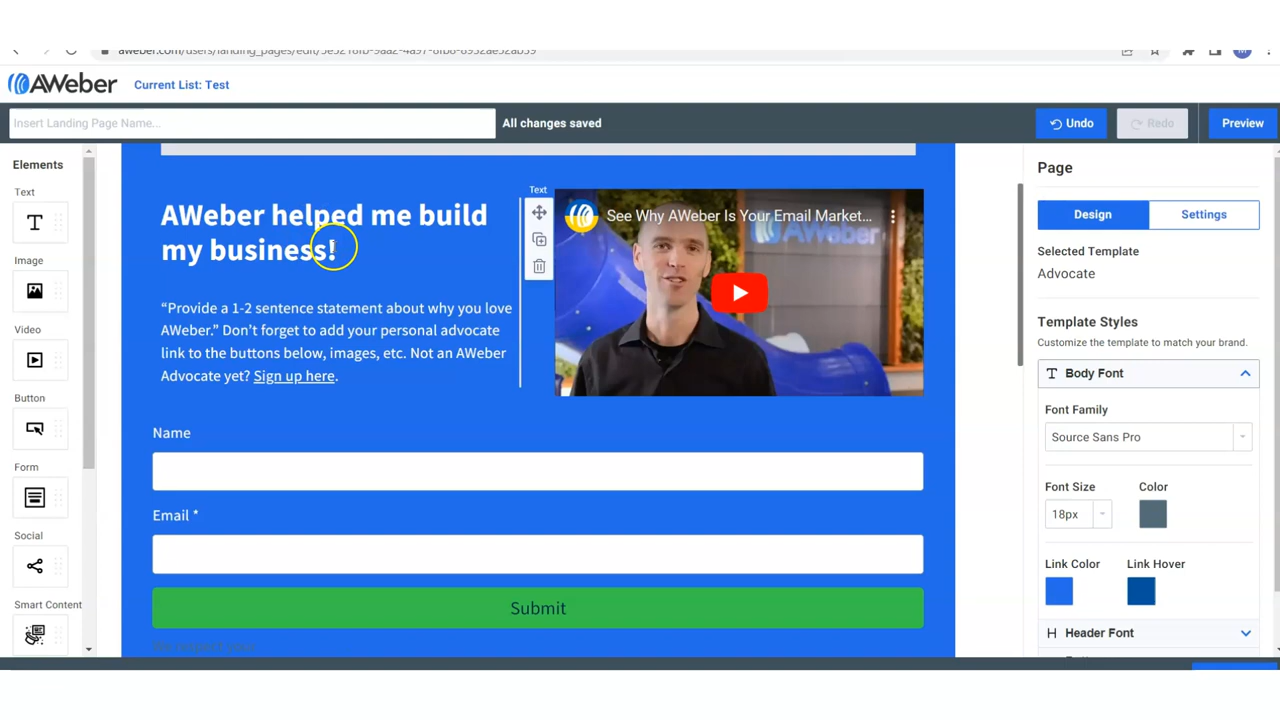 AWeber
Current List: Test
Insert Landing Page Name...
All changes saved
Undo
Redo
Preview
Elements
Text
Image
Video
Button
Form
Social
Smart Content
AWeber helped me build
my business!
“Provide a 1-2 sentence statement about why you love
AWeber.” Don’t forget to add your personal advocate
link to the buttons below, images, etc. Not an AWeber
Advocate yet? Sign up here.
Text
See Why AWeber Is Your Email Market...
AWeber
Name
Email *
Submit
Page
Design
Settings
Selected Template
Advocate
Template Styles
Customize the template to match your brand.
Body Font
Font Family
Source Sans Pro
Font Size
Color
18px
Link Color
Link Hover
Header Font